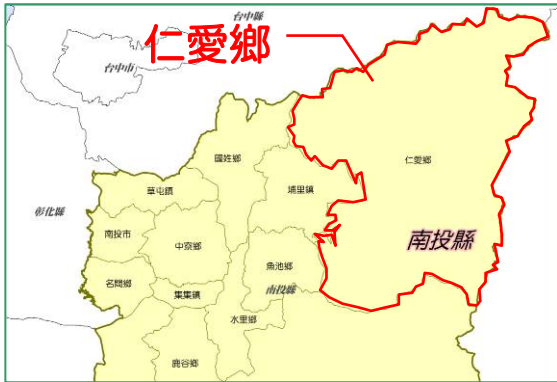 台中縣
仁愛鄉
台中市
國姓鄉
仁愛鄉
草屯鎮
埔里鎮
彰化縣
南投市
中寮鄉
南投縣
魚池鄉
名間鄉
集集鎮
南投縣
水里鄉
鹿谷鄉